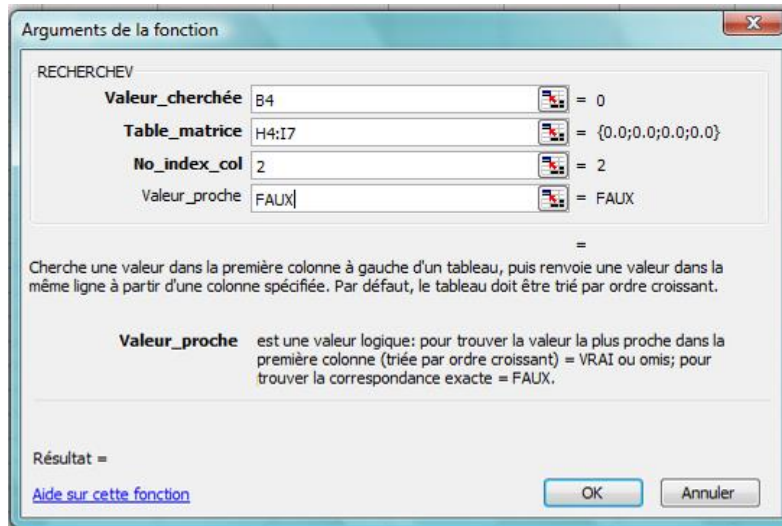 Arguments de la fonction
RECHERCHEV
Valeur_cherchée B4 = 0
Table_matrice H4:I7 = {0.0;0.0;0.0;0.0}
No_index_col 2 = 2
Valeur_proche FAUX = FAUX
=
Cherche une valeur dans la première colonne à gauche d'un tableau, puis renvoie une valeur dans la
même ligne à partir d'une colonne spécifiée. Par défaut, le tableau doit être trié par ordre croissant.
Valeur_proche est une valeur logique: pour trouver la valeur la plus proche dans la
première colonne (triée par ordre croissant) = VRAI ou omis; pour
trouver la correspondance exacte = FAUX.
Résultat =
Aide sur cette fonction OK Annuler